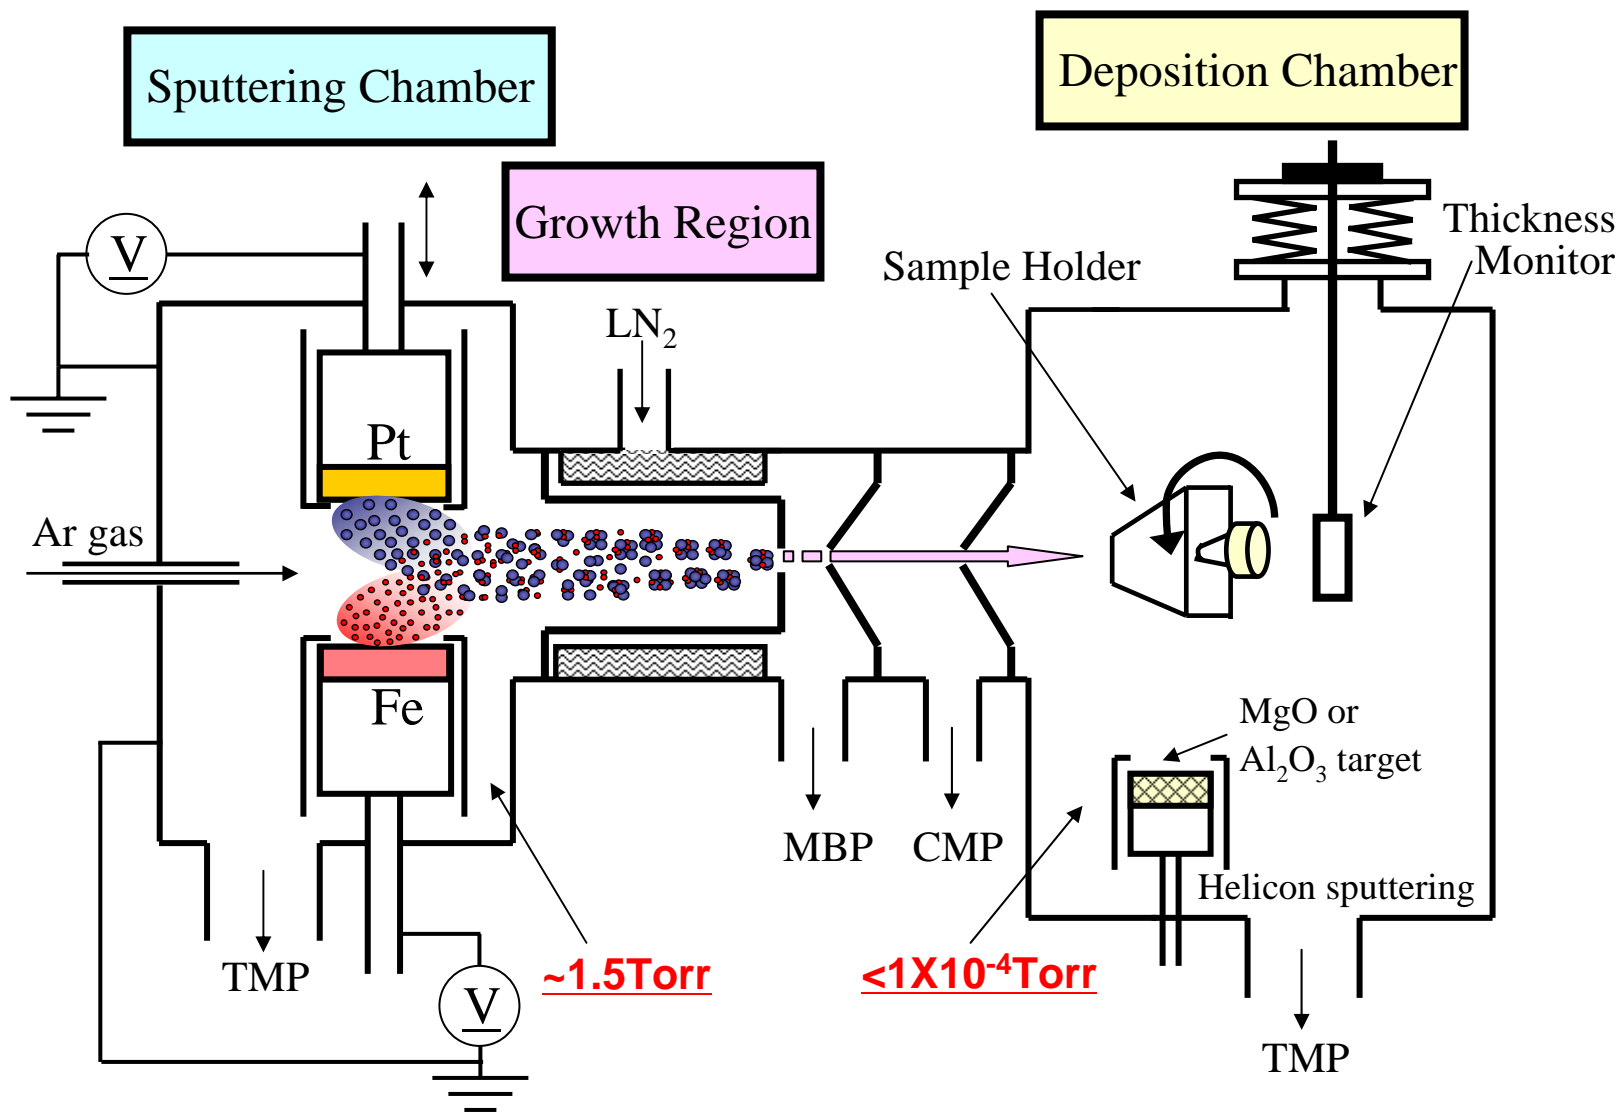 Sputtering Chamber
Deposition Chamber
Growth Region
V
Thickness
Monitor
Sample Holder
LN₂
Pt
Ar gas
Fe
MgO or
Al₂O₃ target
MBP
CMP
Helicon sputtering
TMP
~1.5Torr
<1X10⁻⁴Torr
V
TMP